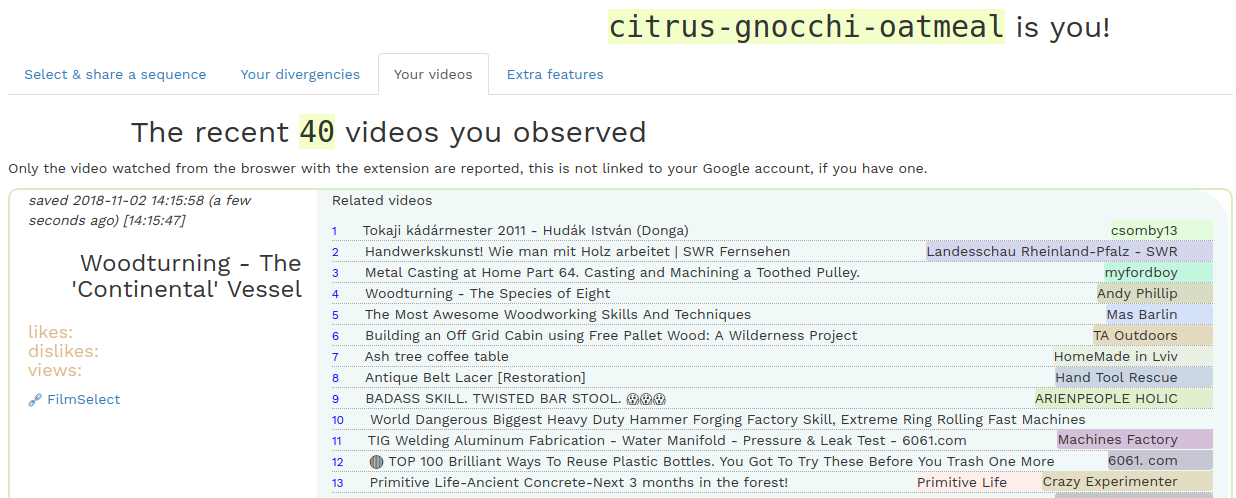 citrus-gnocchi-oatmeal is you!
Select & share a sequence Your divergencies Your videos Extra features
The recent 40 videos you observed
Only the video watched from the broswer with the extension are reported, this is not linked to your Google account, if you have one.
saved 2018-11-02 14:15:58 (a few
seconds ago) [14:15:47]
Woodturning - The
'Continental' Vessel
likes:
dislikes:
views:
FilmSelect
Related videos
1 Tokaji kádármester 2011 - Hudák István (Donga) csomby13
2 Handwerkskunst! Wie man mit Holz arbeitet | SWR Fernsehen Landesschau Rheinland-Pfalz - SWR
3 Metal Casting at Home Part 64. Casting and Machining a Toothed Pulley. myfordboy
4 Woodturning - The Species of Eight Andy Phillip
5 The Most Awesome Woodworking Skills And Techniques Mas Barlin
6 Building an Off Grid Cabin using Free Pallet Wood: A Wilderness Project TA Outdoors
7 Ash tree coffee table HomeMade in Lviv
8 Antique Belt Lacer [Restoration] Hand Tool Rescue
9 BADASS SKILL. TWISTED BAR STOOL. 😱😱😱 ARIENPEOPLE HOLIC
10 World Dangerous Biggest Heavy Duty Hammer Forging Factory Skill, Extreme Ring Rolling Fast Machines
11 TIG Welding Aluminum Fabrication - Water Manifold - Pressure & Leak Test - 6061.com Machines Factory
12 🔴 TOP 100 Brilliant Ways To Reuse Plastic Bottles. You Got To Try These Before You Trash One More 6061. com
13 Primitive Life-Ancient Concrete-Next 3 months in the forest! Primitive Life Crazy Experimenter